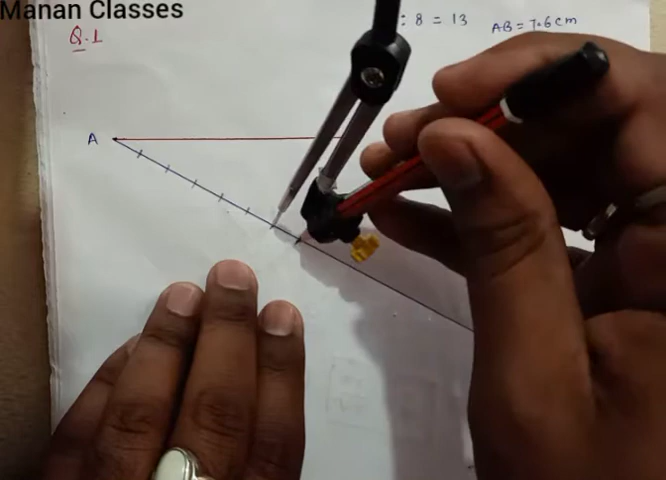 Manan Classes
: 8 = 13
AB = 7.6 cm
Q.1
A